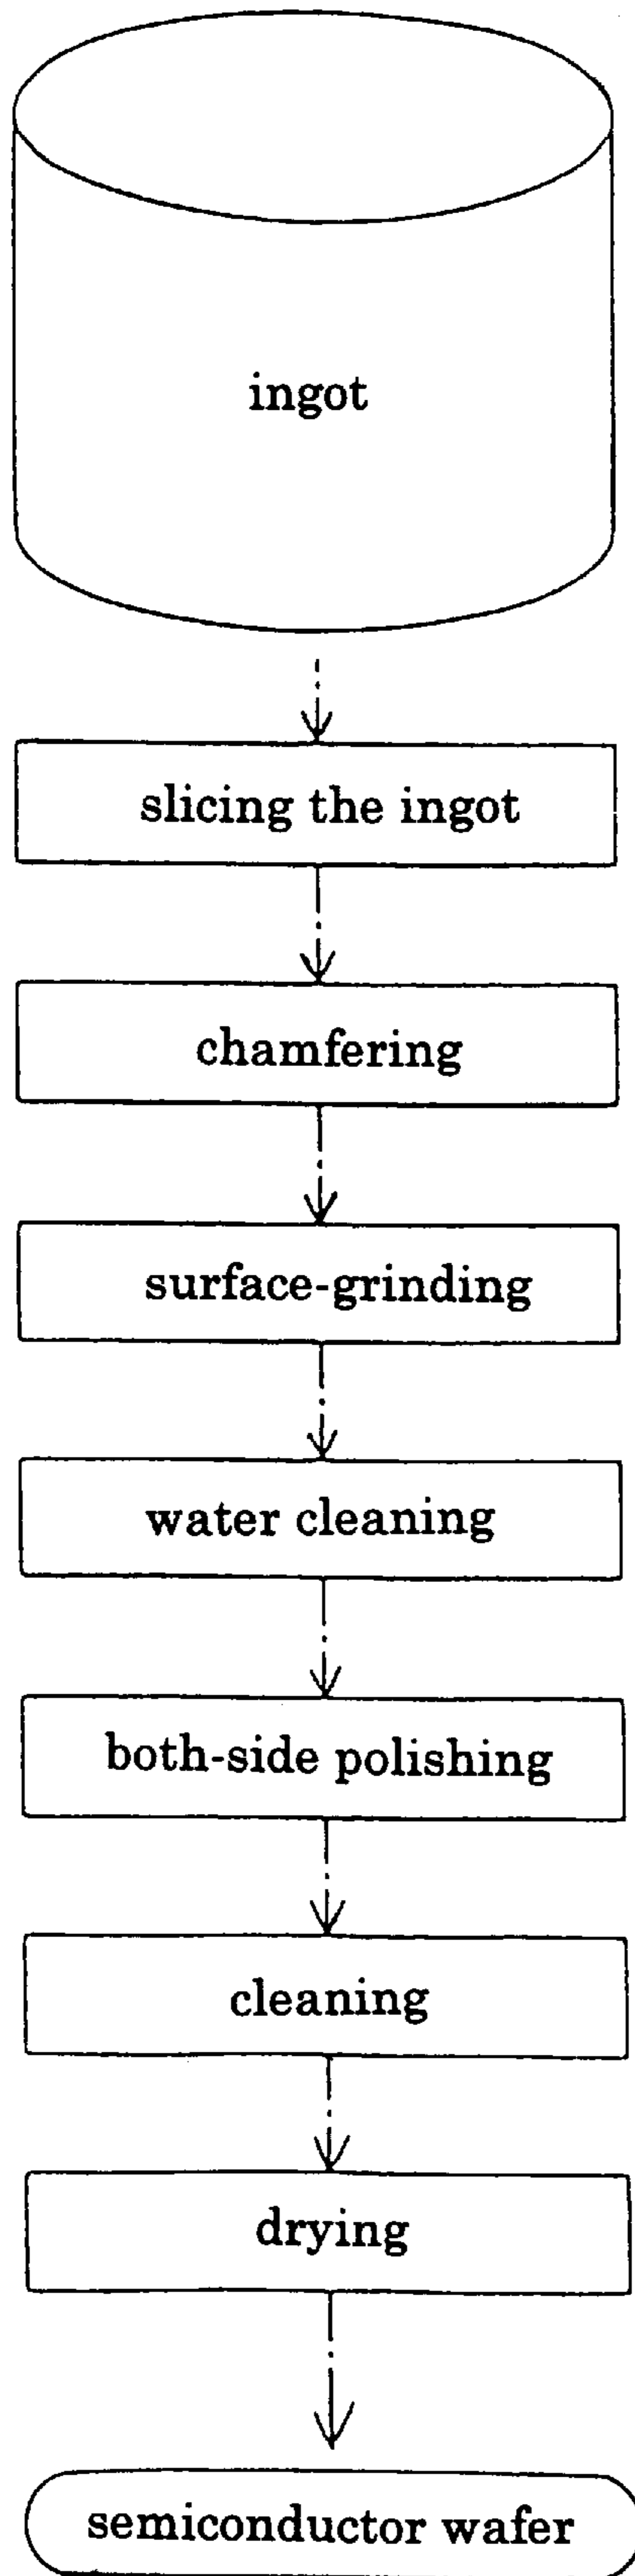 ingot
slicing the ingot
chamfering
surface-grinding
water cleaning
both-side polishing
cleaning
drying
semiconductor wafer